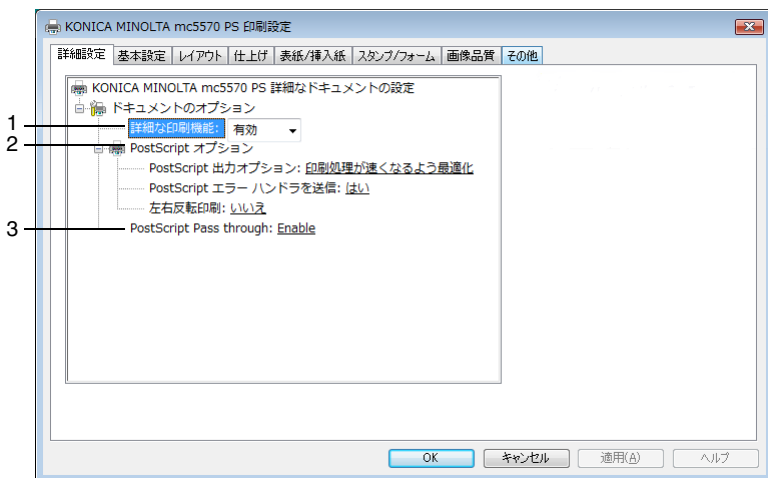 KONICA MINOLTA mc5570 PS 印刷設定
詳細設定 基本設定 レイアウト 仕上げ 表紙/挿入紙 スタンプ/フォーム 画像品質 その他
KONICA MINOLTA mc5570 PS 詳細なドキュメントの設定
ドキュメントのオプション
1 詳細な印刷機能: 有効
2 PostScript オプション
PostScript 出力オプション: 印刷処理が速くなるよう最適化
PostScript エラー ハンドラを送信: はい
左右反転印刷: いいえ
3 PostScript Pass through: Enable
OK キャンセル 適用(A) ヘルプ